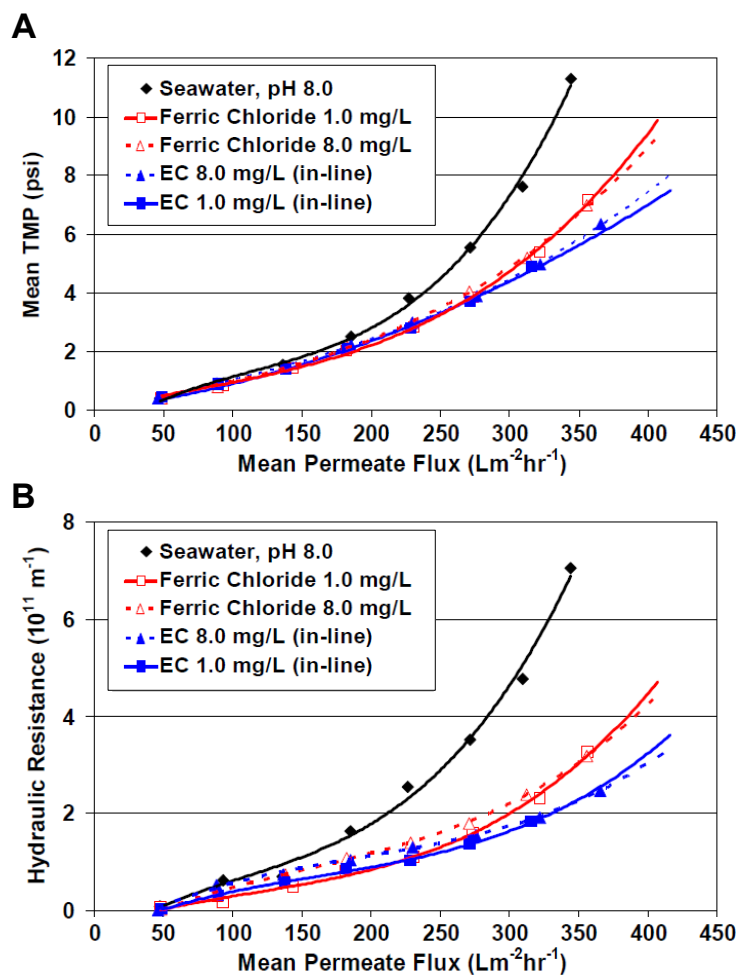 A
Mean TMP (psi)
12
10
8
6
4
2
0
Seawater, pH 8.0
Ferric Chloride 1.0 mg/L
Ferric Chloride 8.0 mg/L
EC 8.0 mg/L (in-line)
EC 1.0 mg/L (in-line)
0 50 100 150 200 250 300 350 400 450
Mean Permeate Flux (Lm⁻²hr⁻¹)
B
Hydraulic Resistance (10¹¹ m⁻¹)
8
6
4
2
0
Seawater, pH 8.0
Ferric Chloride 1.0 mg/L
Ferric Chloride 8.0 mg/L
EC 8.0 mg/L (in-line)
EC 1.0 mg/L (in-line)
0 50 100 150 200 250 300 350 400 450
Mean Permeate Flux (Lm⁻²hr⁻¹)